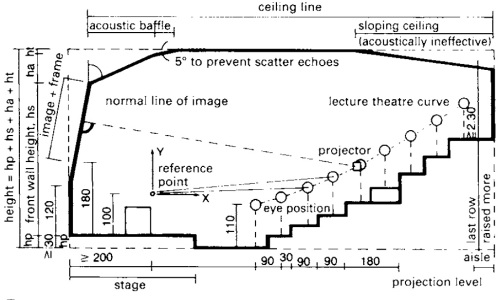 ceiling line
acoustic baffle
sloping ceiling
(acoustically ineffective)
5° to prevent scatter echoes
height = hp + hs + ha + ht
ht
ha
front wall height, hs
hp
image + frame
normal line of image
lecture theatre curve
projector
≥ 2.30
Y
reference
point
X
eye position
180
100
120
110
≥ 30
hp
≥ 200
90 30 90 90 180
stage
last row
raised more
aisle
projection level